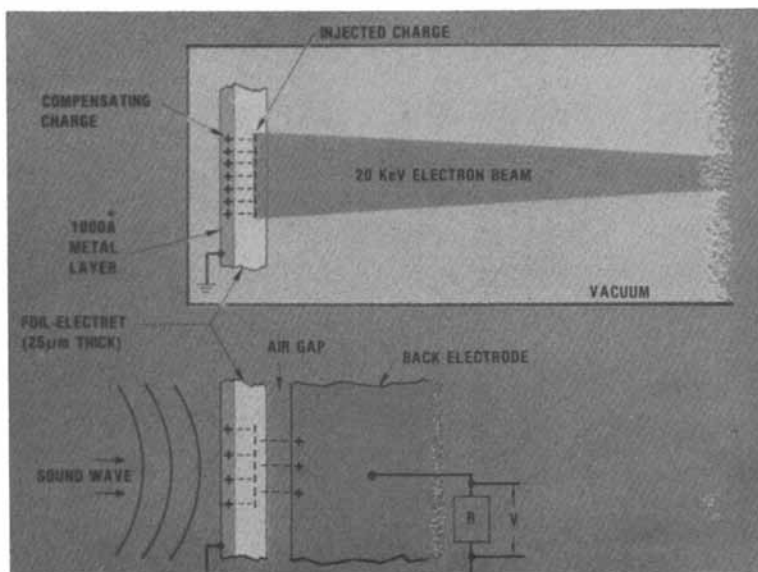 INJECTED CHARGE
COMPENSATING
CHARGE
20 KeV ELECTRON BEAM
1000Å
METAL
LAYER
VACUUM
FOIL-ELECTRET
(25μm THICK)
AIR GAP
BACK ELECTRODE
SOUND WAVE
R
V